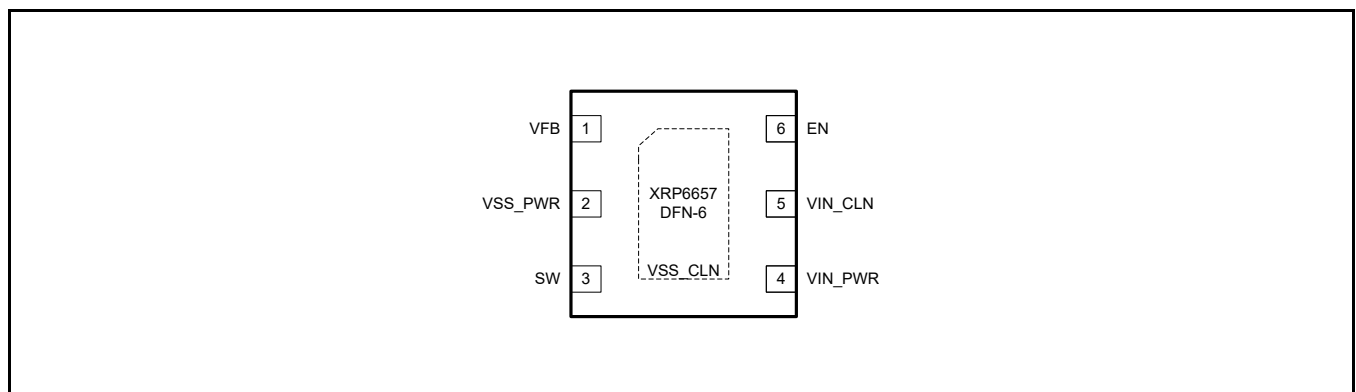 VFB 1
6 EN
XRP6657
DFN-6
VSS_PWR 2
5 VIN_CLN
VSS_CLN
SW 3
4 VIN_PWR